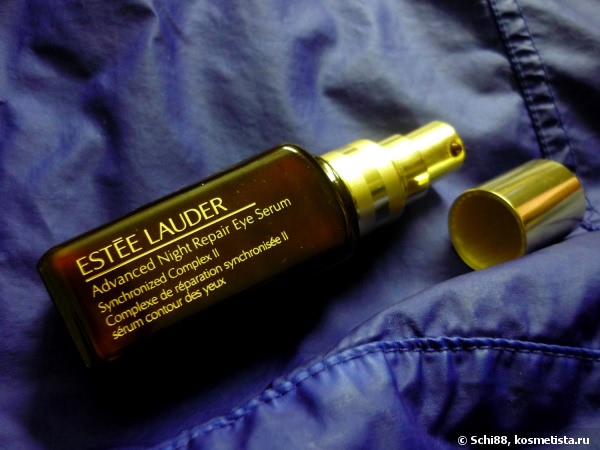 ESTĒE LAUDER
Advanced Night Repair Eye Serum
Synchronized Complex II
Complexe de réparation synchronisée II
sérum contour des yeux
© Schi88, kosmetista.ru